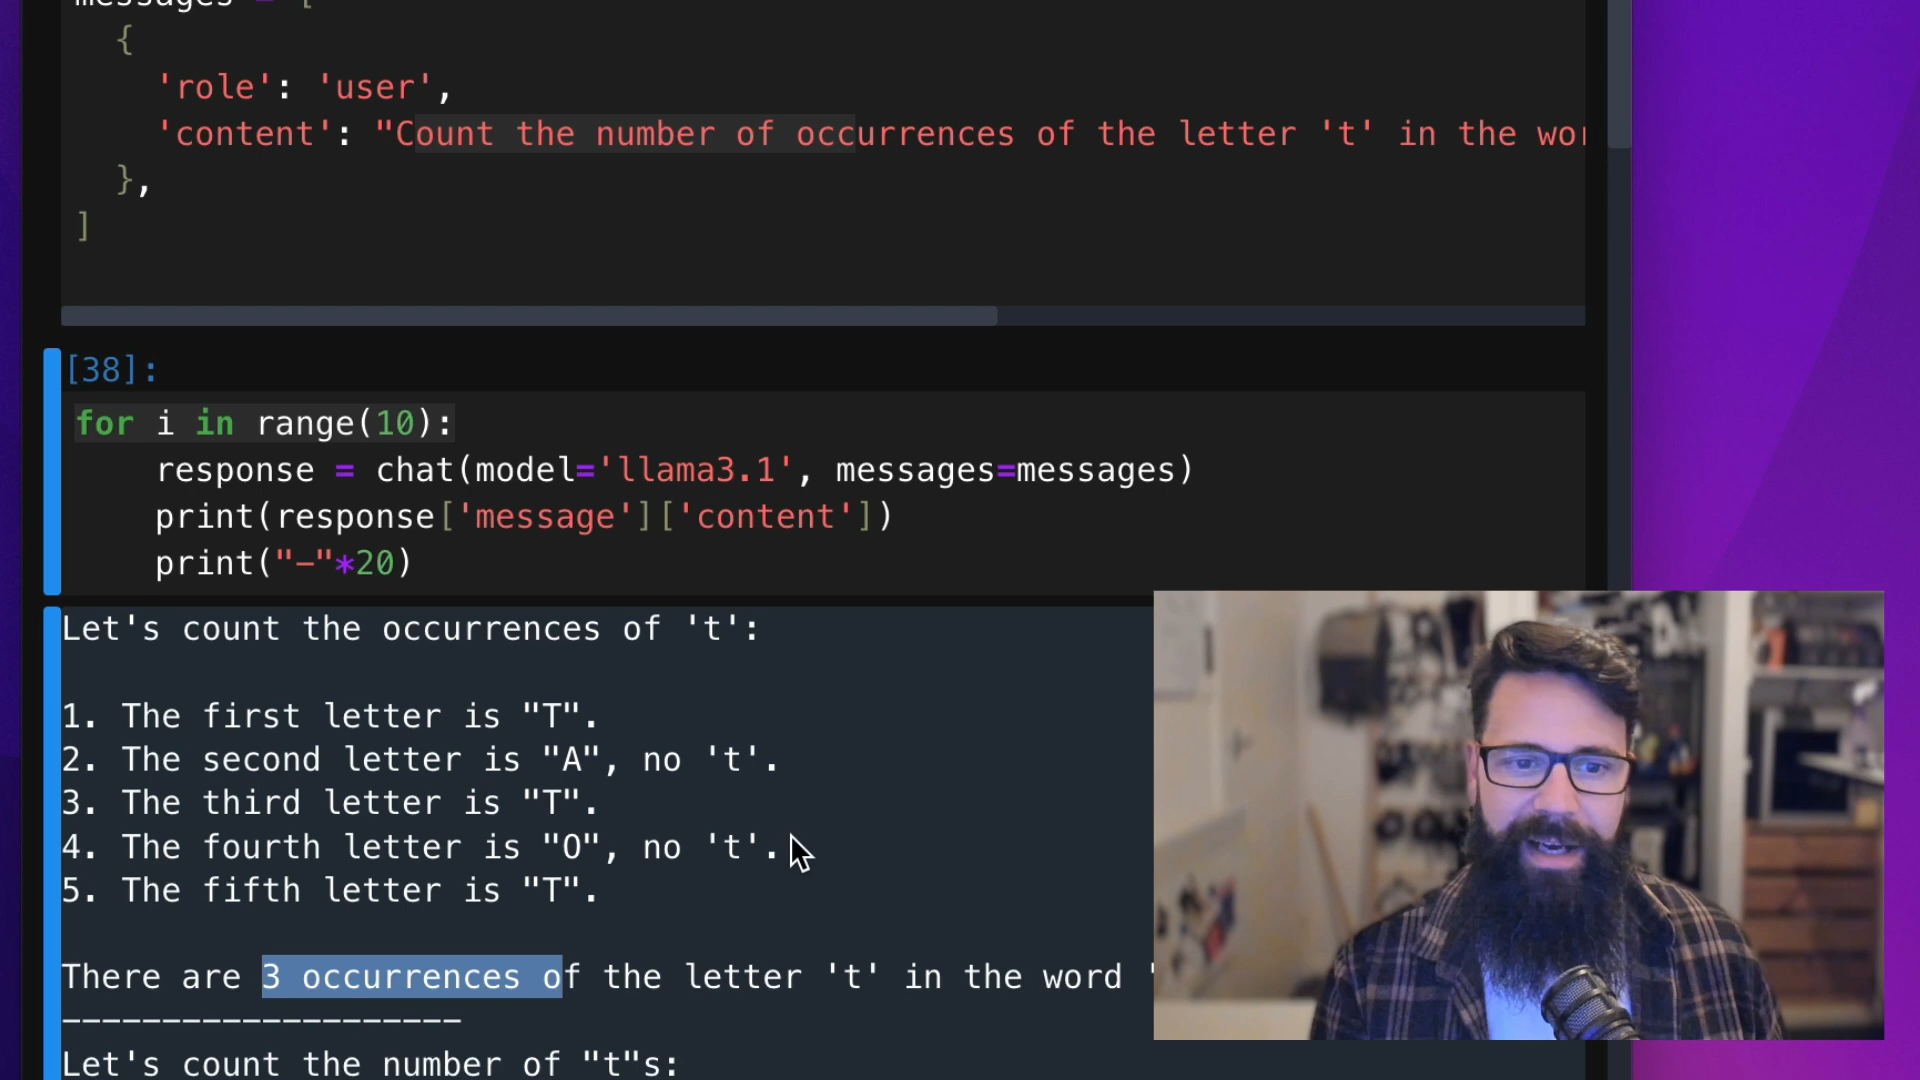 messages = [
{
'role': 'user',
'content': "Count the number of occurrences of the letter 't' in the wor
},
]
[38]:
for i in range(10):
response = chat(model='llama3.1', messages=messages)
print(response['message']['content'])
print("-"*20)
Let's count the occurrences of 't':
1. The first letter is "T".
2. The second letter is "A", no 't'.
3. The third letter is "T".
4. The fourth letter is "O", no 't'.
5. The fifth letter is "T".
There are 3 occurrences of the letter 't' in the word '
--------------------
Let's count the number of "t"s: